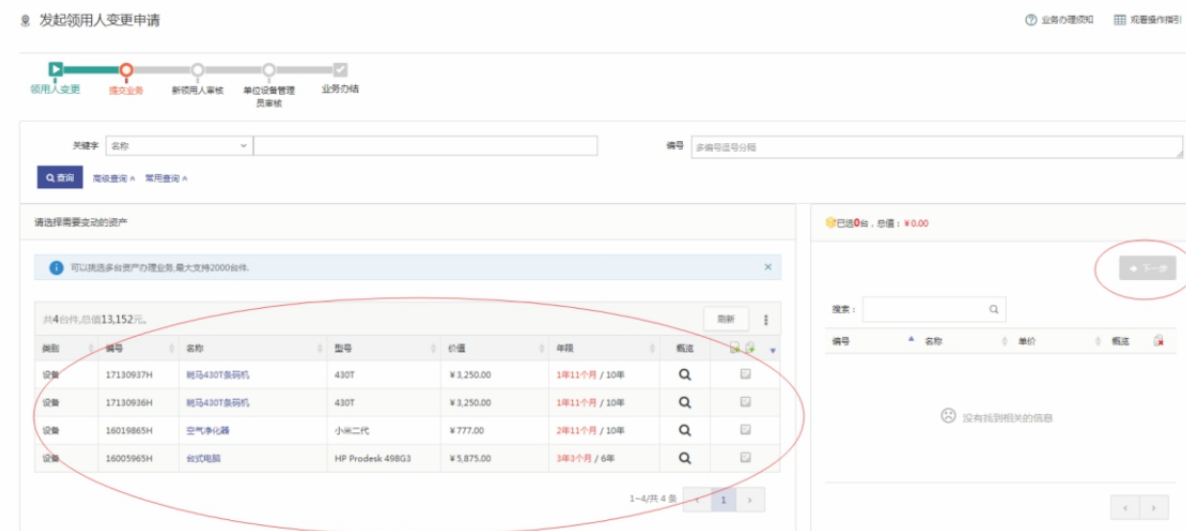 发起领用人变更申请
业务办理须知 观看操作指引
领用人变更 提交业务 新领用人审核 单位设备管理员审核 业务办结
关键字 名称 编号 多编号逗号分隔
查询 高级查询 常用查询
请选择需要变动的资产
已选0台，总值：￥0.00
可以挑选多台资产办理业务,最大支持2000台件.
下一步
共4台件,总值13,152元。 刷新
搜索：
类别 编号 名称 型号 价值 年限 概览
编号 名称 单价 概览
设备 17130937H 斑马430T条码机 430T ￥3,250.00 1年11个月 / 10年
设备 17130936H 斑马430T条码机 430T ￥3,250.00 1年11个月 / 10年
设备 16019865H 空气净化器 小米二代 ￥777.00 2年11个月 / 10年
设备 16005965H 台式电脑 HP Prodesk 498G3 ￥5,875.00 3年3个月 / 6年
没有找到相关的信息
1~4/共 4 条 1